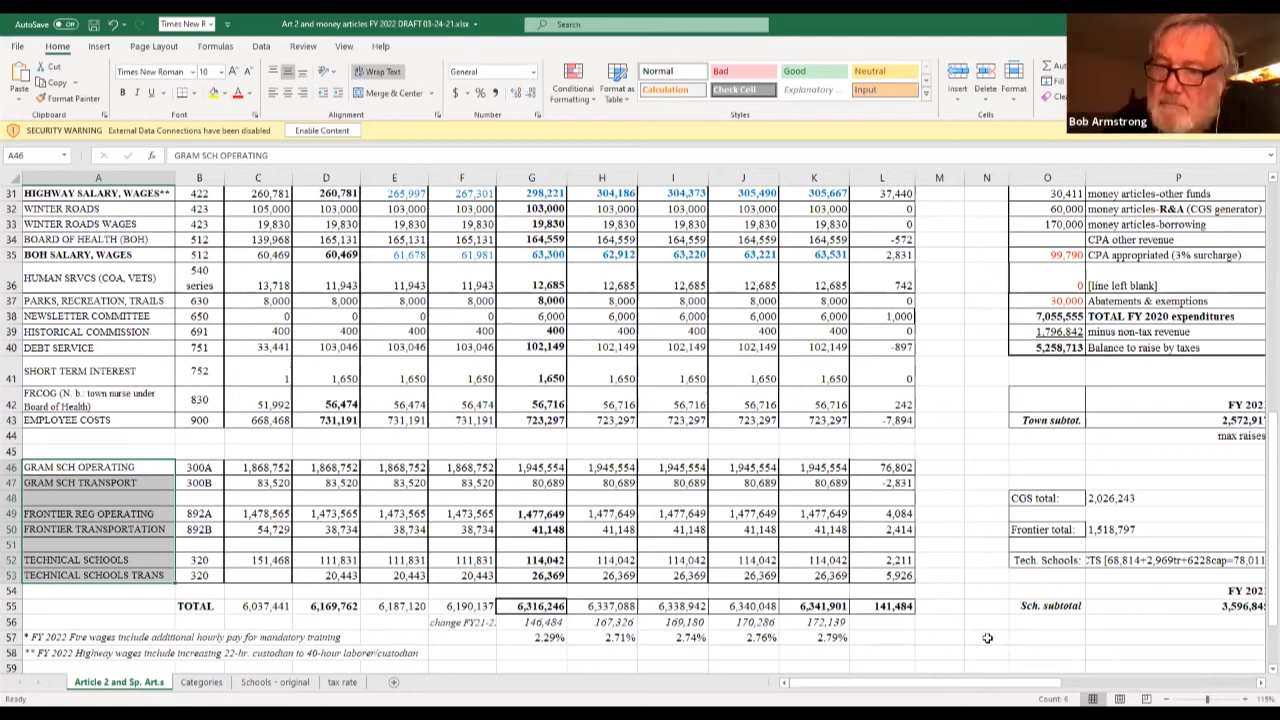 AutoSave Off Times New R Art 2 and money articles FY 2022 DRAFT 03-24-21.xlsx Search
File Home Insert Page Layout Formulas Data Review View Help
Paste Cut Copy Format Painter Clipboard
Times New Roman 10 Font
Wrap Text Merge & Center Alignment
General Number
Conditional Formatting Format as Table
Normal Bad Good Neutral
Calculation Check Cell Explanatory ... Input
Styles
Insert Delete Format Cells
Fill
Bob Armstrong
SECURITY WARNING External Data Connections have been disabled Enable Content
A46 GRAM SCH OPERATING
A B C D E F G H I J K L M N O P
31 HIGHWAY SALARY, WAGES** 422 260,781 260,781 265,997 267,301 298,221 304,186 304,373 305,490 305,667 37,440 30,411 money articles-other funds
32 WINTER ROADS 423 105,000 103,000 103,000 103,000 103,000 103,000 103,000 103,000 103,000 0 60,000 money articles-R&A (CGS generator)
33 WINTER ROADS WAGES 423 19,830 19,830 19,830 19,830 19,830 19,830 19,830 19,830 19,830 0 170,000 money articles-borrowing
34 BOARD OF HEALTH (BOH) 512 139,968 165,131 165,131 165,131 164,559 164,559 164,559 164,559 164,559 -572 CPA other revenue
35 BOH SALARY, WAGES 512 60,469 60,469 61,678 61,981 63,300 62,912 63,220 63,221 63,531 2,831 99,790 CPA appropriated (3% surcharge)
36 HUMAN SRVCS (COA, VETS) 540 series 13,718 11,943 11,943 11,943 12,685 12,685 12,685 12,685 12,685 742 0 [line left blank]
37 PARKS, RECREATION, TRAILS 630 8,000 8,000 8,000 8,000 8,000 8,000 8,000 8,000 8,000 0 30,000 Abatements & exemptions
38 NEWSLETTER COMMITTEE 650 0 0 0 0 6,000 6,000 6,000 6,000 6,000 1,000 7,055,555 TOTAL FY 2020 expenditures
39 HISTORICAL COMMISSION 691 400 400 400 400 400 400 400 400 400 0 1,796,842 minus non-tax revenue
40 DEBT SERVICE 751 33,441 103,046 103,046 103,046 102,149 102,149 102,149 102,149 102,149 -897 5,258,713 Balance to raise by taxes
41 SHORT TERM INTEREST 752 1 1,650 1,650 1,650 1,650 1,650 1,650 1,650 1,650 0
42 FRCOG (N. b.: town nurse under Board of Health) 830 51,992 56,474 56,474 56,474 56,716 56,716 56,716 56,716 56,716 242 FY 202
43 EMPLOYEE COSTS 900 668,468 731,191 731,191 731,191 723,297 723,297 723,297 723,297 723,297 -7,894 Town subtot. 2,572,91
44 max raises
45
46 GRAM SCH OPERATING 300A 1,868,752 1,868,752 1,868,752 1,868,752 1,945,554 1,945,554 1,945,554 1,945,554 1,945,554 76,802
47 GRAM SCH TRANSPORT 300B 83,520 83,520 83,520 83,520 80,689 80,689 80,689 80,689 80,689 -2,831
48 CGS total: 2,026,243
49 FRONTIER REG OPERATING 892A 1,478,565 1,473,565 1,473,565 1,473,565 1,477,649 1,477,649 1,477,649 1,477,649 1,477,649 4,084
50 FRONTIER TRANSPORTATION 892B 54,729 38,734 38,734 38,734 41,148 41,148 41,148 41,148 41,148 2,414 Frontier total: 1,518,797
51
52 TECHNICAL SCHOOLS 320 151,468 111,831 111,831 111,831 114,042 114,042 114,042 114,042 114,042 2,211 Tech. Schools: CTS [68,814+2,969tr+6228cap=78,011
53 TECHNICAL SCHOOLS TRANS 320 20,443 20,443 20,443 26,369 26,369 26,369 26,369 26,369 5,926
54 FY 202
55 TOTAL 6,037,441 6,169,762 6,187,120 6,190,137 6,316,246 6,337,088 6,338,942 6,340,048 6,341,901 141,484 Sch. subtotal 3,596,84
56 change FY21-2 146,484 167,326 169,180 170,286 172,139
57 * FY 2022 Fire wages include additional hourly pay for mandatory training 2.29% 2.71% 2.74% 2.76% 2.79%
58 ** FY 2022 Highway wages include increasing 22-hr. custodian to 40-hour laborer/custodian
59
Article 2 and Sp. Art.s Categories Schools - original tax rate
Ready Count: 6 115%